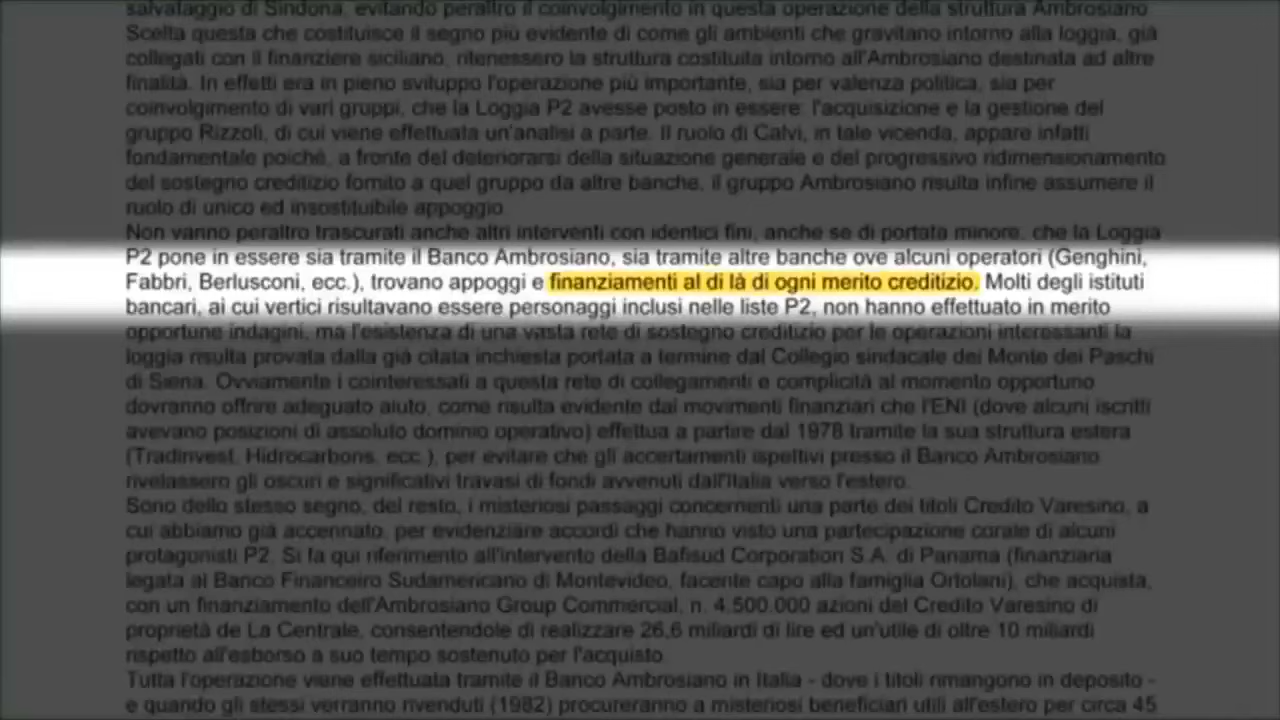 salvataggio di Sindona, evitando peraltro il coinvolgimento in questa operazione della struttura Ambrosiano.
Scelta questa che costituisce il segno più evidente di come gli ambienti che gravitano intorno alla loggia, già
collegati con il finanziere siciliano, ritenessero la struttura costituita intorno all'Ambrosiano destinata ad altre
finalità. In effetti era in pieno sviluppo l'operazione più importante, sia per valenza politica, sia per
coinvolgimento di vari gruppi, che la Loggia P2 avesse posto in essere: l'acquisizione e la gestione del
gruppo Rizzoli, di cui viene effettuata un'analisi a parte. Il ruolo di Calvi, in tale vicenda, appare infatti
fondamentale poiché, a fronte del deteriorarsi della situazione generale e del progressivo ridimensionamento
del sostegno creditizio fornito a quel gruppo da altre banche, il gruppo Ambrosiano risulta infine assumere il
ruolo di unico ed insostituibile appoggio.
Non vanno peraltro trascurati anche altri interventi con identici fini, anche se di portata minore, che la Loggia
P2 pone in essere sia tramite il Banco Ambrosiano, sia tramite altre banche ove alcuni operatori (Genghini,
Fabbri, Berlusconi, ecc.), trovano appoggi e finanziamenti al di là di ogni merito creditizio. Molti degli istituti
bancari, ai cui vertici risultavano essere personaggi inclusi nelle liste P2, non hanno effettuato in merito
opportune indagini, ma l'esistenza di una vasta rete di sostegno creditizio per le operazioni interessanti la
loggia risulta provata dalla già citata inchiesta portata a termine dal Collegio sindacale dei Monte dei Paschi
di Siena. Ovviamente i cointeressati a questa rete di collegamenti e complicità al momento opportuno
dovranno offrire adeguato aiuto, come risulta evidente dai movimenti finanziari che l'ENI (dove alcuni iscritti
avevano posizioni di assoluto dominio operativo) effettua a partire dal 1978 tramite la sua struttura estera
(Tradinvest, Hidrocarbons, ecc.), per evitare che gli accertamenti ispettivi presso il Banco Ambrosiano
rivelassero gli oscuri e significativi travasi di fondi avvenuti dall'Italia verso l'estero.
Sono dello stesso segno, del resto, i misteriosi passaggi concernenti una parte dei titoli Credito Varesino, a
cui abbiamo già accennato, per evidenziare accordi che hanno visto una partecipazione corale di alcuni
protagonisti P2. Si fa qui riferimento all'intervento della Bafisud Corporation S.A. di Panama (finanziaria
legata al Banco Financeiro Sudamericano di Montevideo, facente capo alla famiglia Ortolani), che acquista,
con un finanziamento dell'Ambrosiano Group Commercial, n. 4.500.000 azioni del Credito Varesino di
proprietà de La Centrale, consentendole di realizzare 26,6 miliardi di lire ed un'utile di oltre 10 miliardi
rispetto all'esborso a suo tempo sostenuto per l'acquisto.
Tutta l'operazione viene effettuata tramite il Banco Ambrosiano in Italia - dove i titoli rimangono in deposito -
e quando gli stessi verranno rivenduti (1982) procureranno a misteriosi beneficiari utili all'estero per circa 45